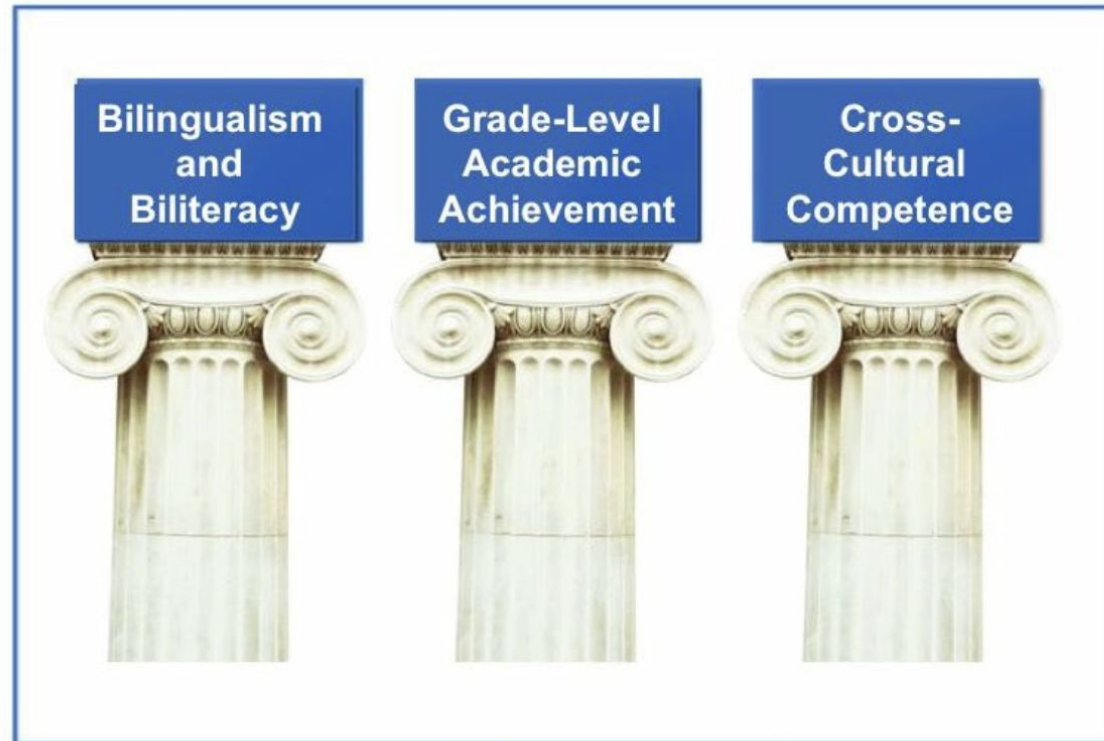 Bilingualism
and
Biliteracy
Grade-Level
Academic
Achievement
Cross-
Cultural
Competence